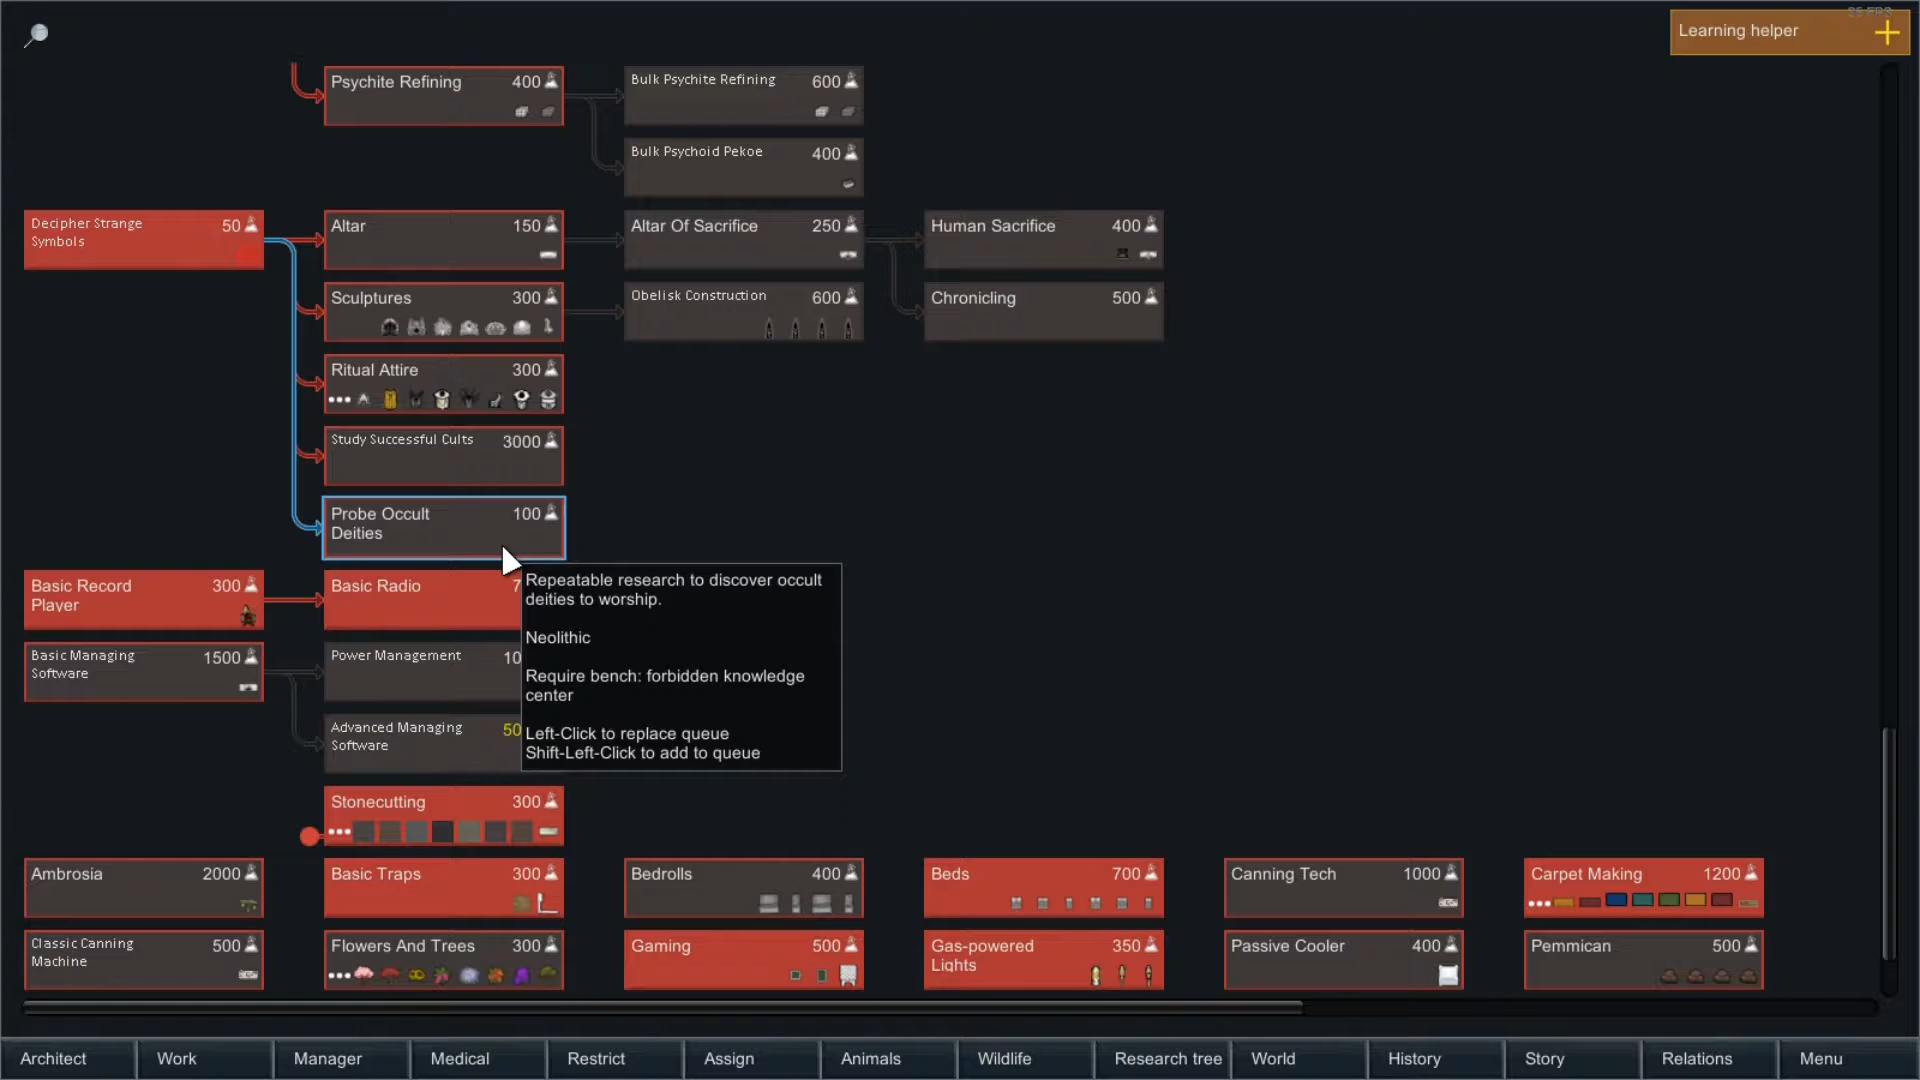 25 FPS
Learning helper
Psychite Refining 400
Bulk Psychite Refining 600
Bulk Psychoid Pekoe 400
Decipher Strange
Symbols
50
Altar 150
Altar Of Sacrifice 250
Human Sacrifice 400
Sculptures 300
Obelisk Construction 600
Chronicling 500
Ritual Attire 300
Study Successful Cults 3000
Probe Occult
Deities
100
Repeatable research to discover occult
deities to worship.
Neolithic
Require bench: forbidden knowledge
center
Left-Click to replace queue
Shift-Left-Click to add to queue
Basic Record
Player
300
Basic Radio 7
Basic Managing
Software
1500
Power Management 10
Advanced Managing
Software
50
Stonecutting 300
Ambrosia 2000
Basic Traps 300
Bedrolls 400
Beds 700
Canning Tech 1000
Carpet Making 1200
Classic Canning
Machine
500
Flowers And Trees 300
Gaming 500
Gas-powered
Lights
350
Passive Cooler 400
Pemmican 500
Architect Work Manager Medical Restrict Assign Animals Wildlife Research tree World History Story Relations Menu